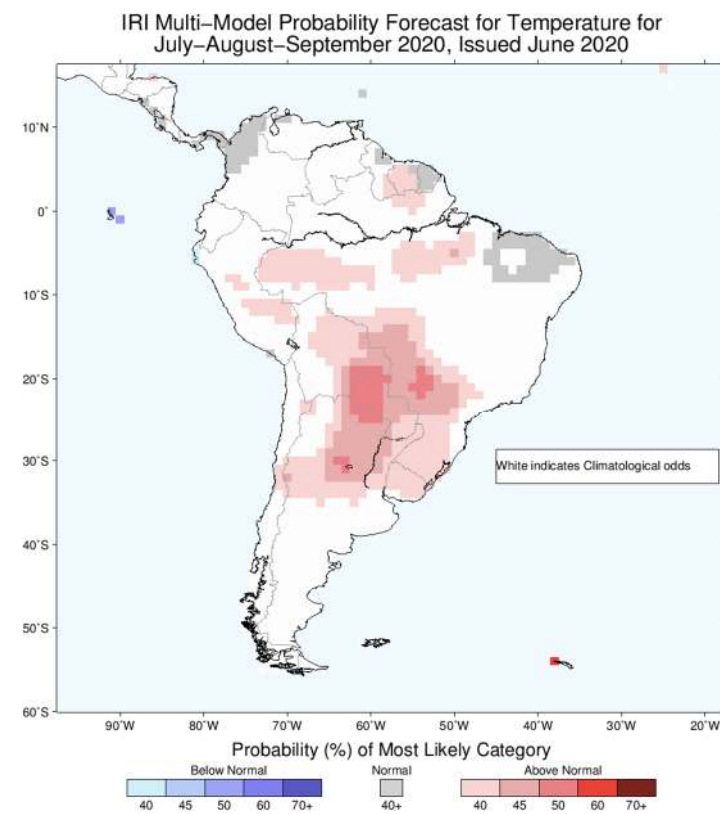 IRI Multi−Model Probability Forecast for Temperature for
July−August−September 2020, Issued June 2020
10˚N
0˚
10˚S
20˚S
30˚S
40˚S
50˚S
60˚S
White indicates Climatological odds
90˚W 80˚W 70˚W 60˚W 50˚W 40˚W 30˚W 20˚W
Probability (%) of Most Likely Category
Below Normal Normal Above Normal
40 45 50 60 70+ 40+ 40 45 50 60 70+